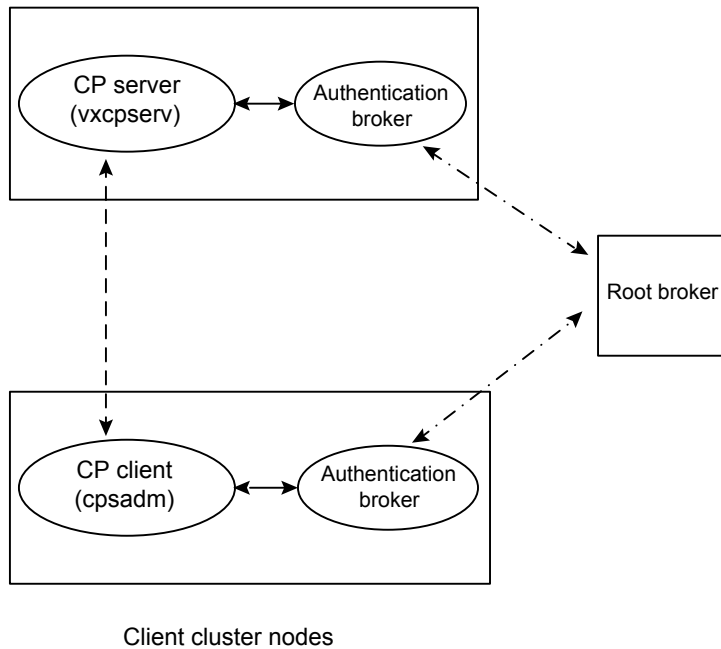 CP server
(vxcpserv)
Authentication
broker
Root broker
CP client
(cpsadm)
Authentication
broker
Client cluster nodes